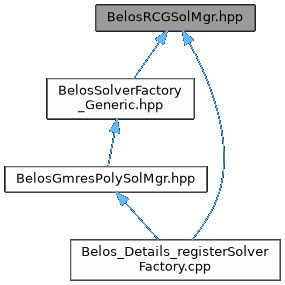 BelosRCGSolMgr.hpp
BelosSolverFactory
_Generic.hpp
BelosGmresPolySolMgr.hpp
Belos_Details_registerSolver
Factory.cpp